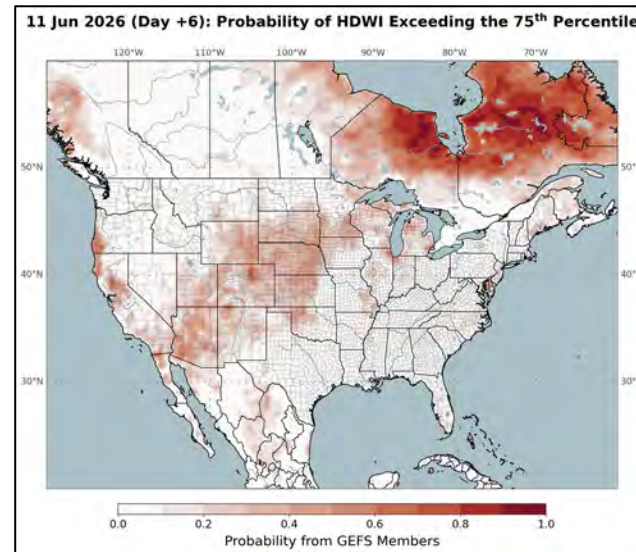 11 Jun 2026 (Day +6): Probability of HDWI Exceeding the 75th Percentile
120°W 110°W 100°W 90°W 80°W 70°W
50°N 50°N
40°N 40°N
30°N 30°N
0.0 0.2 0.4 0.6 0.8 1.0
Probability from GEFS Members